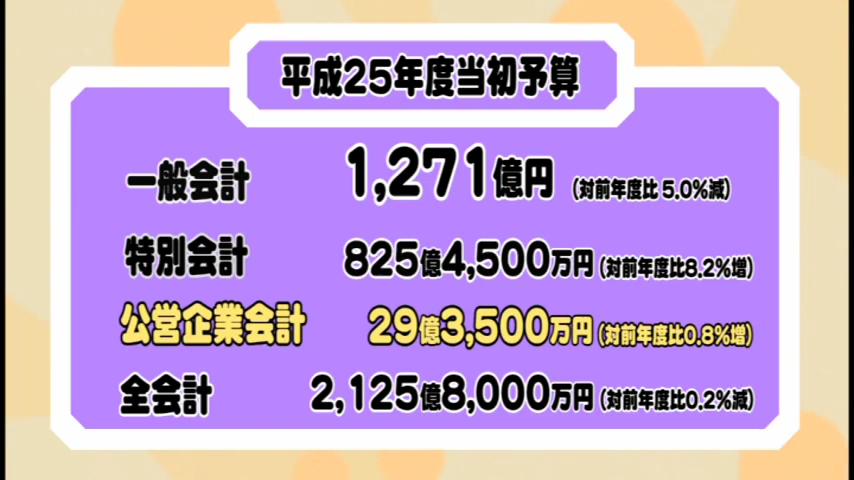 平成25年度当初予算
一般会計 1,271億円 (対前年度比 5.0%減)
特別会計 825億4,500万円 (対前年度比8.2%増)
公営企業会計 29億3,500万円 (対前年度比0.8%増)
全会計 2,125億8,000万円 (対前年度比0.2%減)